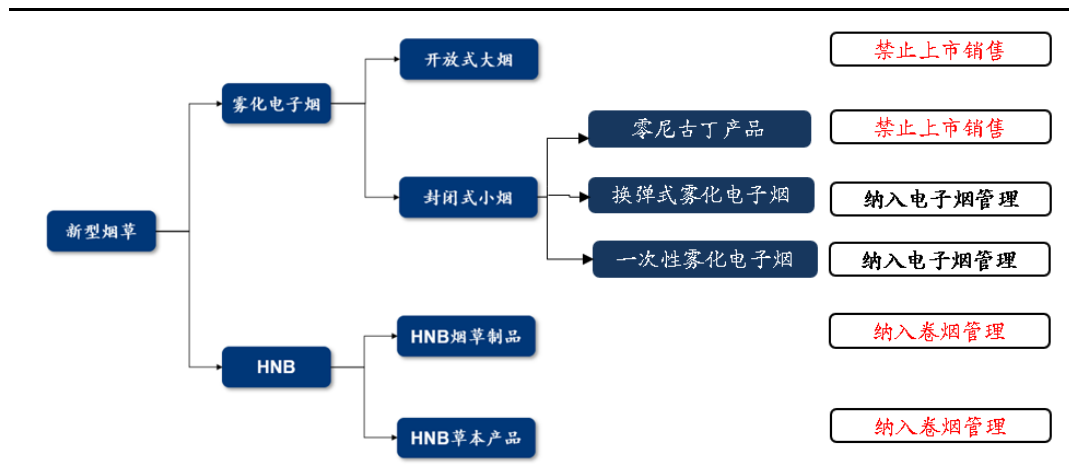 开放式大烟
禁止上市销售
雾化电子烟
零尼古丁产品
禁止上市销售
封闭式小烟
换弹式雾化电子烟
纳入电子烟管理
新型烟草
一次性雾化电子烟
纳入电子烟管理
HNB烟草制品
纳入卷烟管理
HNB
HNB草本产品
纳入卷烟管理